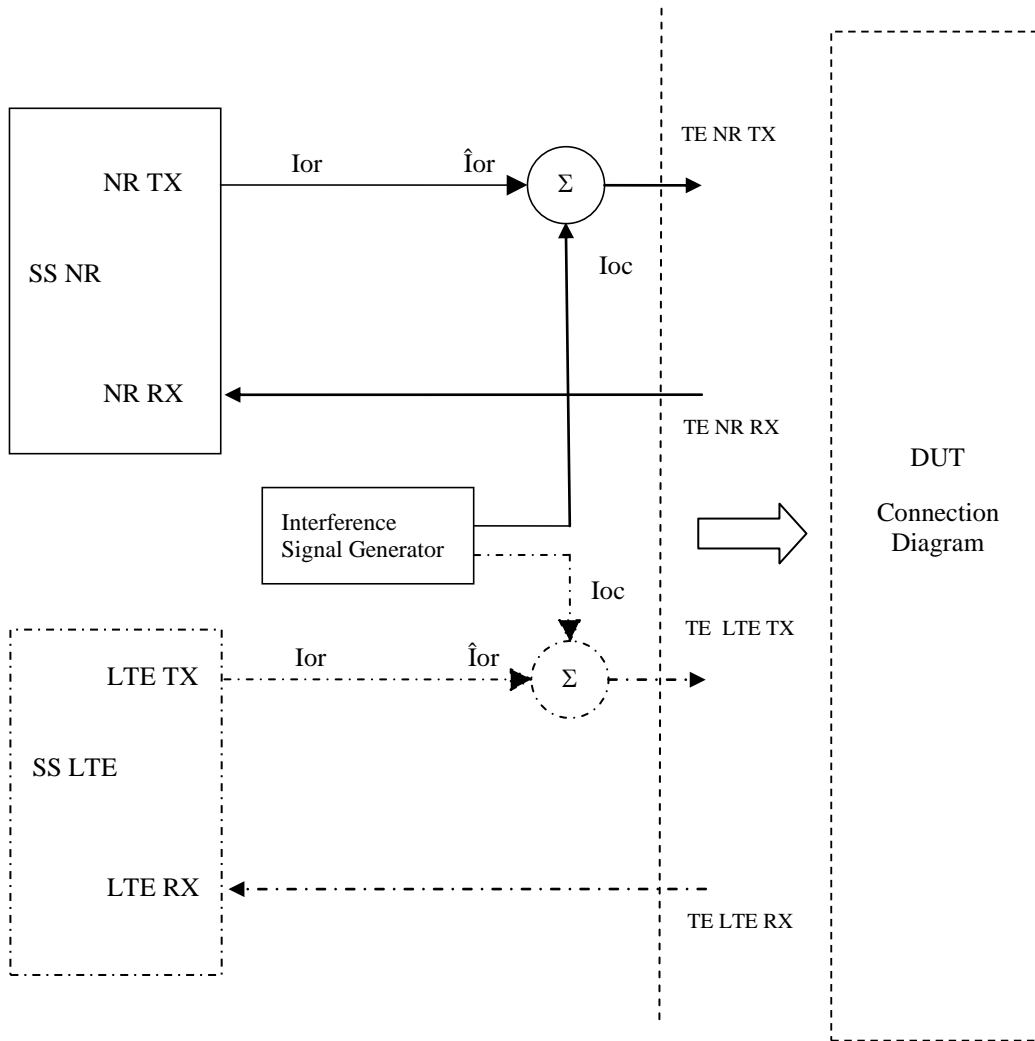 TE NR TX
NR TX
Ior
Îor
Σ
SS NR
Ioc
NR RX
TE NR RX
DUT
Connection
Diagram
Interference
Signal Generator
Ioc
TE LTE TX
LTE TX
Ior
Îor
Σ
SS LTE
LTE RX
TE LTE RX